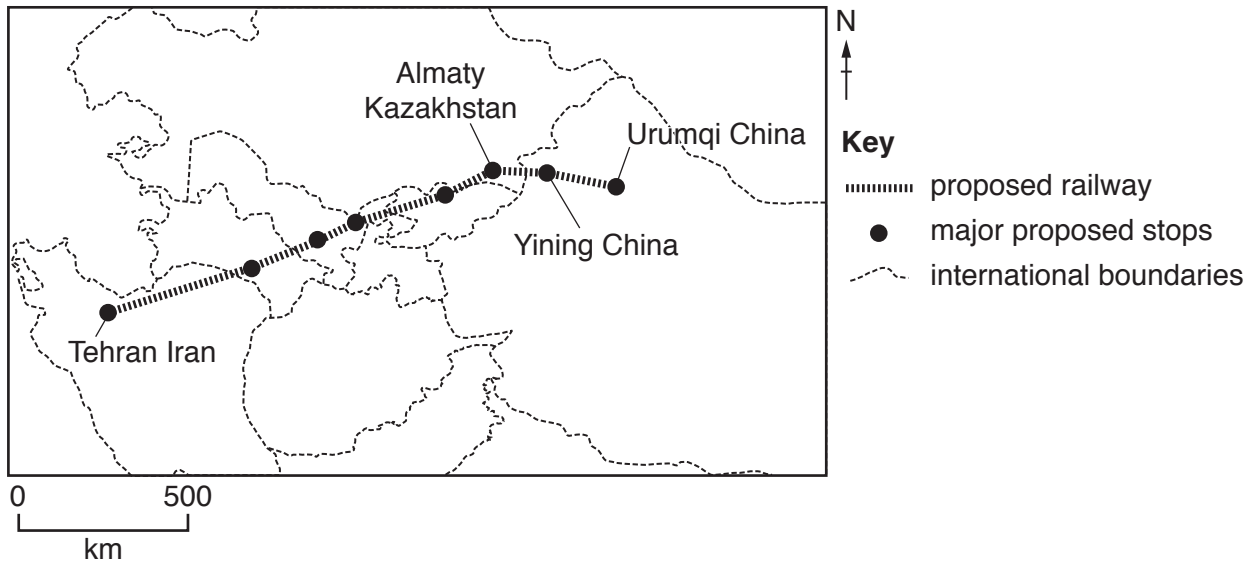 Almaty
Kazakhstan
Urumqi China
Yining China
Tehran Iran
N
Key
proposed railway
major proposed stops
international boundaries
0 500
km